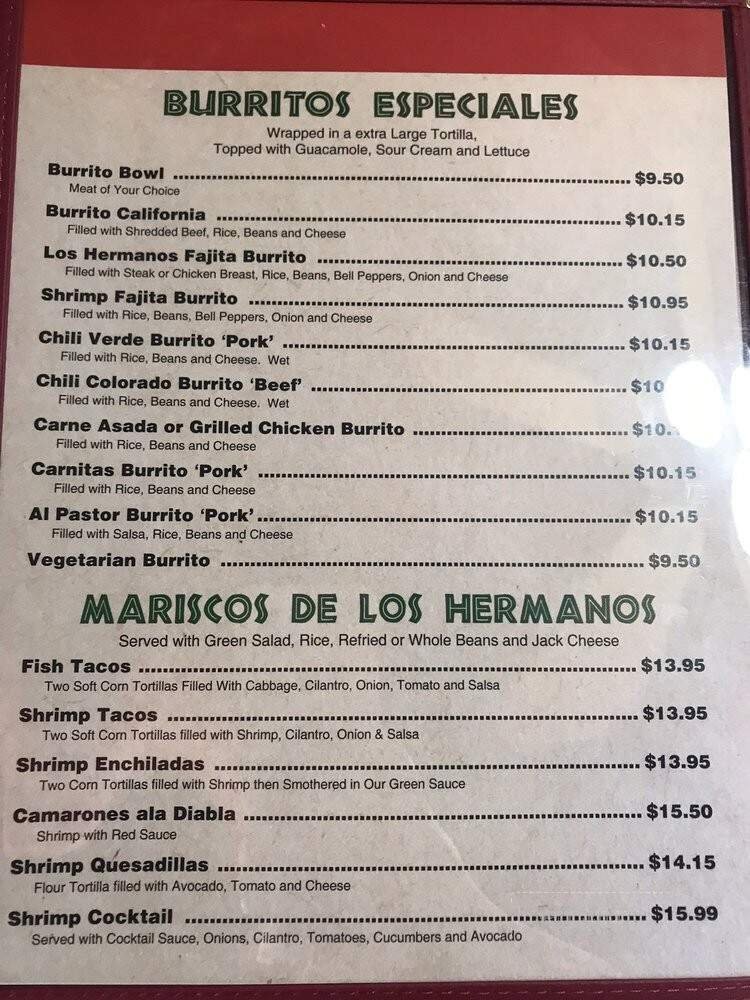 BURRITOS ESPECIALES
Wrapped in a extra Large Tortilla,
Topped with Guacamole, Sour Cream and Lettuce
Burrito Bowl $9.50
Meat of Your Choice
Burrito California $10.15
Filled with Shredded Beef, Rice, Beans and Cheese
Los Hermanos Fajita Burrito $10.50
Filled with Steak or Chicken Breast, Rice, Beans, Bell Peppers, Onion and Cheese
Shrimp Fajita Burrito $10.95
Filled with Rice, Beans, Bell Peppers, Onion and Cheese
Chili Verde Burrito ‘Pork’ $10.15
Filled with Rice, Beans and Cheese. Wet
Chili Colorado Burrito ‘Beef’ $10
Filled with Rice, Beans and Cheese. Wet
Carne Asada or Grilled Chicken Burrito $10.
Filled with Rice, Beans and Cheese
Carnitas Burrito ‘Pork’ $10.15
Filled with Rice, Beans and Cheese
Al Pastor Burrito ‘Pork’ $10.15
Filled with Salsa, Rice, Beans and Cheese
Vegetarian Burrito $9.50
MARISCOS DE LOS HERMANOS
Served with Green Salad, Rice, Refried or Whole Beans and Jack Cheese
Fish Tacos $13.95
Two Soft Corn Tortillas Filled With Cabbage, Cilantro, Onion, Tomato and Salsa
Shrimp Tacos $13.95
Two Soft Corn Tortillas filled with Shrimp, Cilantro, Onion & Salsa
Shrimp Enchiladas $13.95
Two Corn Tortillas filled with Shrimp then Smothered in Our Green Sauce
Camarones ala Diabla $15.50
Shrimp with Red Sauce
Shrimp Quesadillas $14.15
Flour Tortilla filled with Avocado, Tomato and Cheese
Shrimp Cocktail $15.99
Served with Cocktail Sauce, Onions, Cilantro, Tomatoes, Cucumbers and Avocado